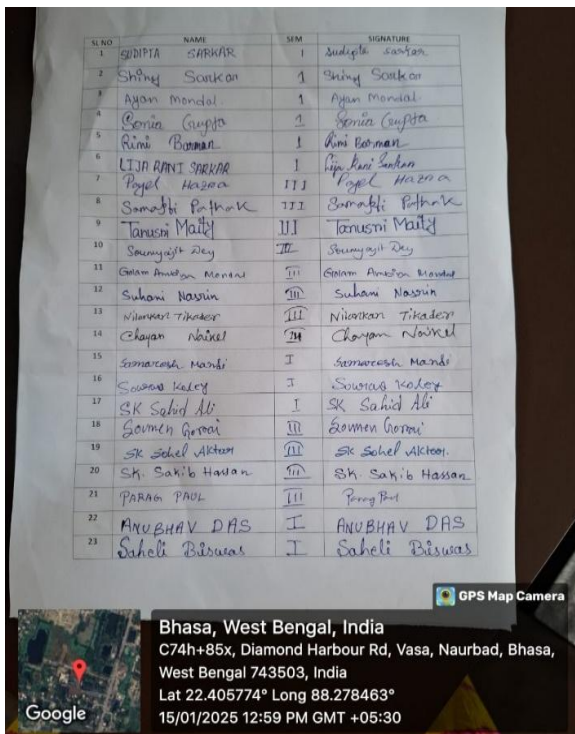 SL NO NAME SEM SIGNATURE
1 SUDIPTA SARKAR 1 Sudipta Sarkar
2 Shiny Sarkar 1 Shiny Sarkar
3 Ayan Mondal. 1 Ayan Mondal
4 Sonia Gupta 1 Sonia Gupta
5 Rimi Barman 1 Rimi Barman
6 LIJA RANI SARKAR 1 Lija Rani Sarkar
7 Payel Hazra III Payel Hazra
8 Samapti Pathak III Samapti Pathak
9 Tanusri Maity III Tanusri Maity
10 Soumyajit Dey III Soumyajit Dey
11 Golam Mondal III Golam Mondal
12 Suhani Nasrin III Suhani Nasrin
13 Nilankan Tikader III Nilankan Tikader
14 Chayan Naikel III Chayan Naikel
15 Samaresh Mandi I Samaresh Mandi
16 Sourav Koley I Sourav Koley
17 SK Sahid Ali I SK Sahid Ali
18 Soumen Gorai III Soumen Gorai
19 SK Sohel Aktar III SK Sohel Aktar.
20 SK. Sakib Hassan III SK. Sakib Hassan
21 PARAG PAUL III Parag Paul
22 ANUBHAV DAS I ANUBHAV DAS
23 Saheli Biswas I Saheli Biswas
GPS Map Camera
Bhasa, West Bengal, India
C74h+85x, Diamond Harbour Rd, Vasa, Naurbad, Bhasa,
West Bengal 743503, India
Lat 22.405774° Long 88.278463°
15/01/2025 12:59 PM GMT +05:30
Google